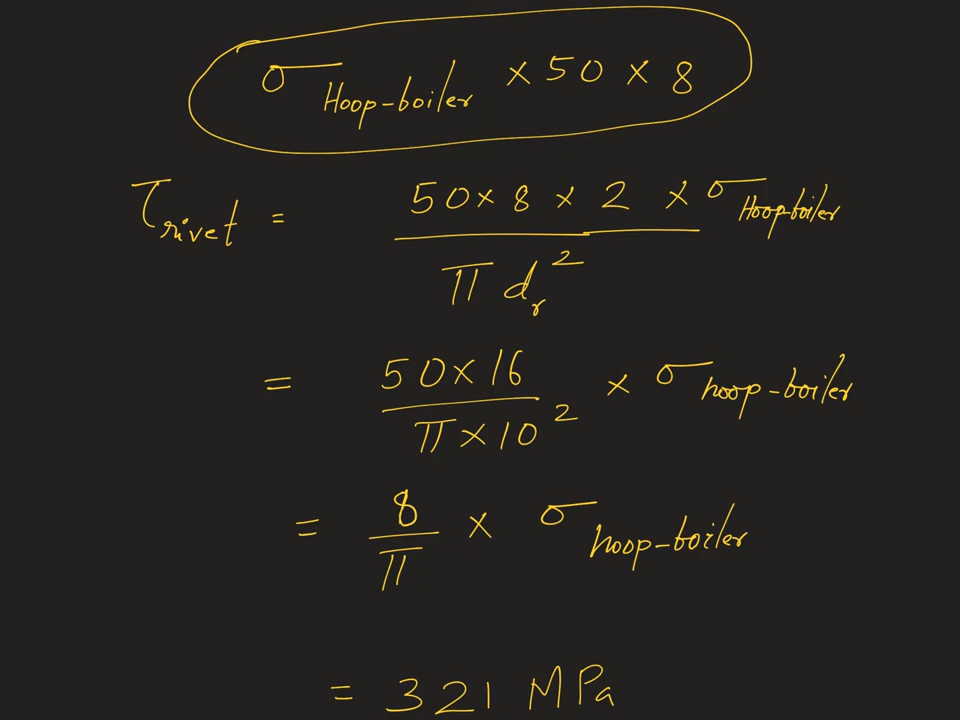 σ Hoop-boiler × 50 × 8
τ rivet = 50 × 8 × 2 × σ Hoop-boiler
π d r 2
= 50 × 16 × σ hoop-boiler
π × 10 2
= 8 × σ hoop-boiler
π
= 321 MPa